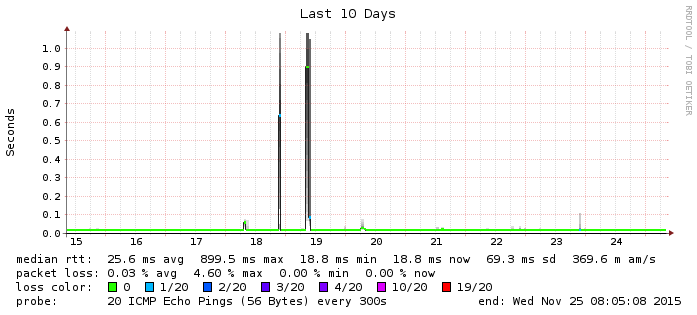 Last 10 Days
RRDTOOL / TOBI OETIKER
Seconds
1.0
0.9
0.8
0.7
0.6
0.5
0.4
0.3
0.2
0.1
0.0
15 16 17 18 19 20 21 22 23 24
median rtt: 25.6 ms avg 899.5 ms max 18.8 ms min 18.8 ms now 69.3 ms sd 369.6 m am/s
packet loss: 0.03 % avg 4.60 % max 0.00 % min 0.00 % now
loss color: 0 1/20 2/20 3/20 4/20 10/20 19/20
probe: 20 ICMP Echo Pings (56 Bytes) every 300s end: Wed Nov 25 08:05:08 2015